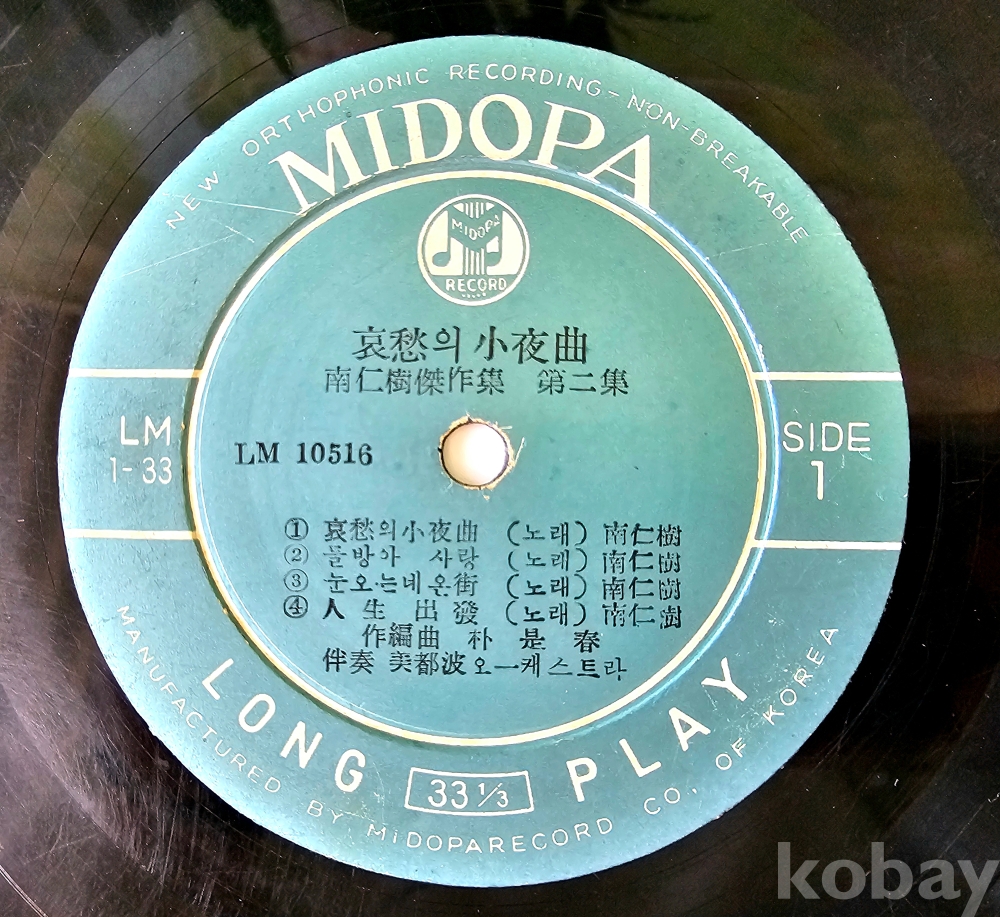 NEW ORTHOPHONIC RECORDING-NON-BREAKABLE
MIDOPA
MIDOPA
RECORD
哀愁의 小夜曲
南仁樹傑作集 第二集
LM
1-33
LM 10516
SIDE
1
① 哀愁의小夜曲 (노래) 南仁樹
② 물방아 사랑 (노래) 南仁樹
③ 눈오는네온街 (노래) 南仁樹
④ 人生出發 (노래) 南仁樹
作編曲 朴是春
伴奏 美都波오ー케스트라
LONG PLAY
33 1/3
MANUFACTURED BY MiDOPARECORD CO, OF KOREA
kobay